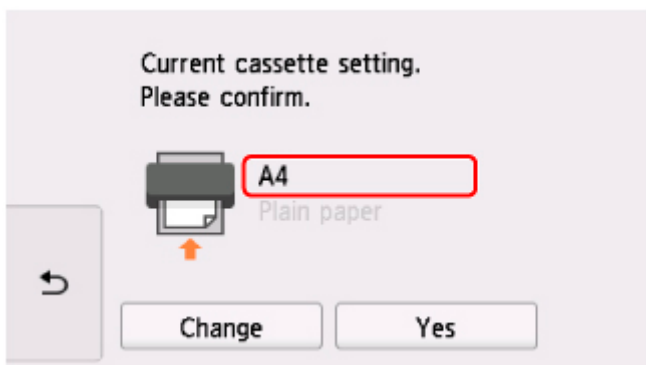 Current cassette setting.
Please confirm.
A4
Plain paper
Change
Yes